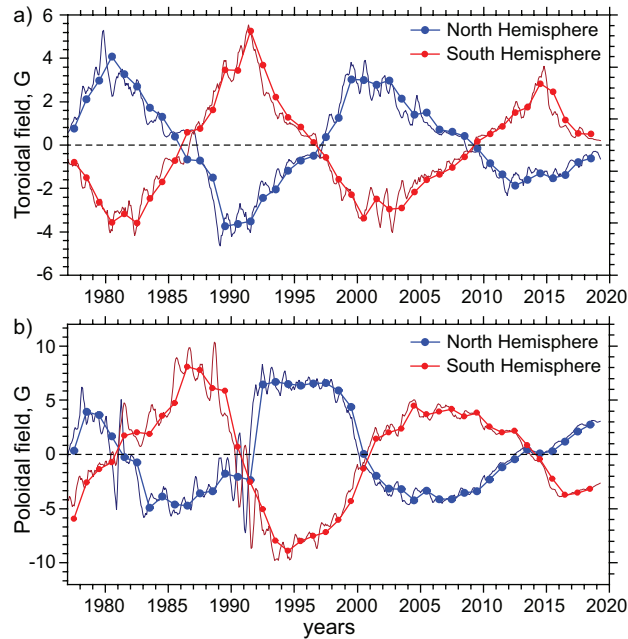 a)
North Hemisphere
South Hemisphere
Toroidal field, G
6
4
2
0
-2
-4
-6
1980 1985 1990 1995 2000 2005 2010 2015 2020
b)
North Hemisphere
South Hemisphere
Poloidal field, G
10
5
0
-5
-10
1980 1985 1990 1995 2000 2005 2010 2015 2020
years